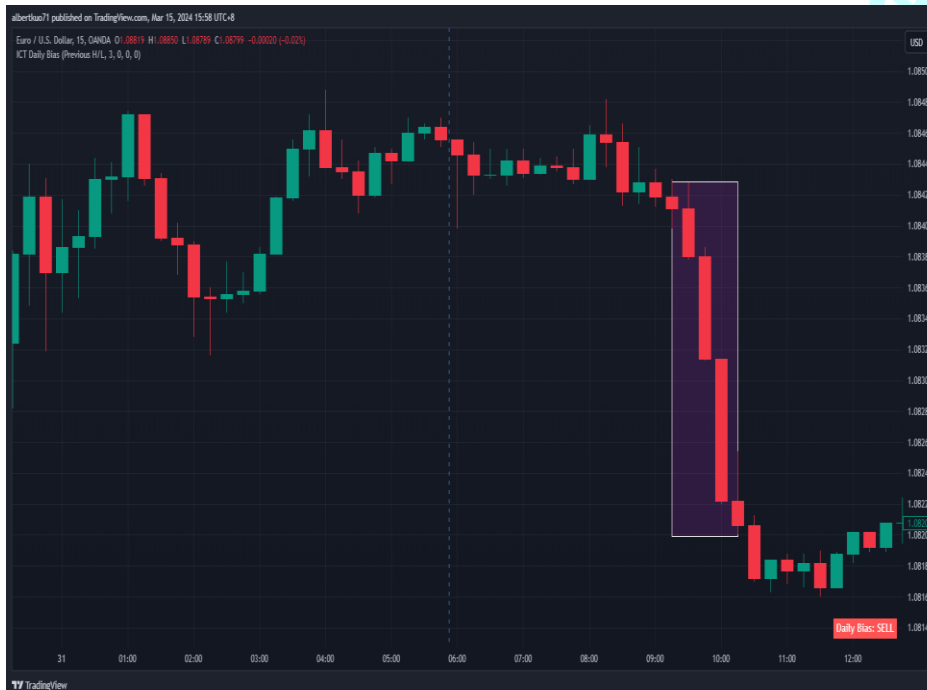 albertkuo71 published on TradingView.com, Mar 15, 2024 15:58 UTC+8
Euro / U.S. Dollar, 15, OANDA O1.08819 H1.08850 L1.08789 C1.08799 −0.00020 (−0.02%)
ICT Daily Bias (Previous H/L, 3, 0, 0, 0)
USD
1.0850
1.0848
1.0846
1.0844
1.0842
1.0840
1.0838
1.0836
1.0834
1.0832
1.0830
1.0828
1.0826
1.0824
1.0822
1.0820
1.0820
1.0818
1.0816
1.0814
Daily Bias: SELL
31 01:00 02:00 03:00 04:00 05:00 06:00 07:00 08:00 09:00 10:00 11:00 12:00
TradingView